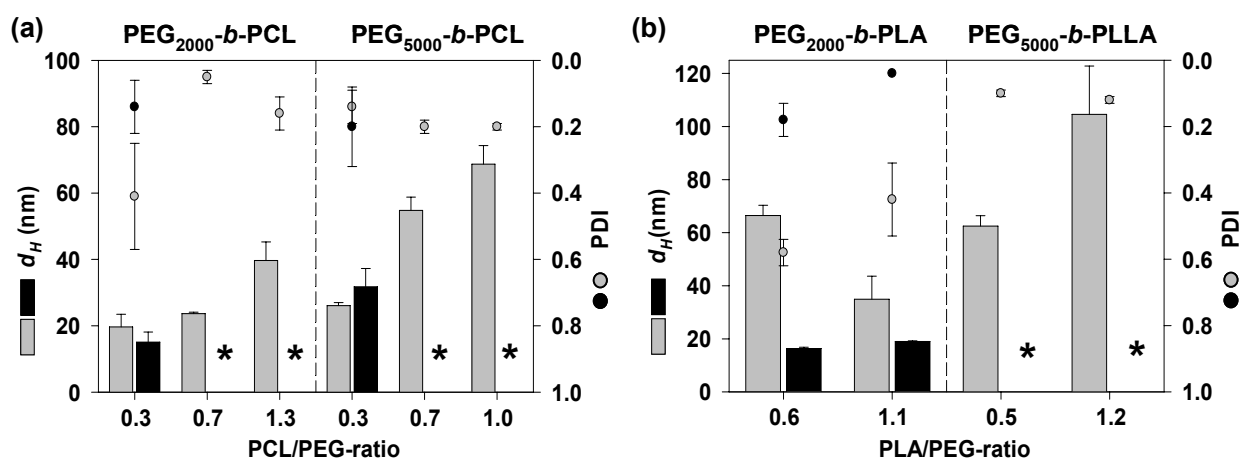 (a)
PEG2000-b-PCL PEG5000-b-PCL
100
80
60
40
20
0
dH (nm)
0.0
0.2
0.4
0.6
0.8
1.0
PDI
* * * *
0.3 0.7 1.3 0.3 0.7 1.0
PCL/PEG-ratio
(b)
PEG2000-b-PLA PEG5000-b-PLLA
120
100
80
60
40
20
0
dH(nm)
0.0
0.2
0.4
0.6
0.8
1.0
PDI
* *
0.6 1.1 0.5 1.2
PLA/PEG-ratio